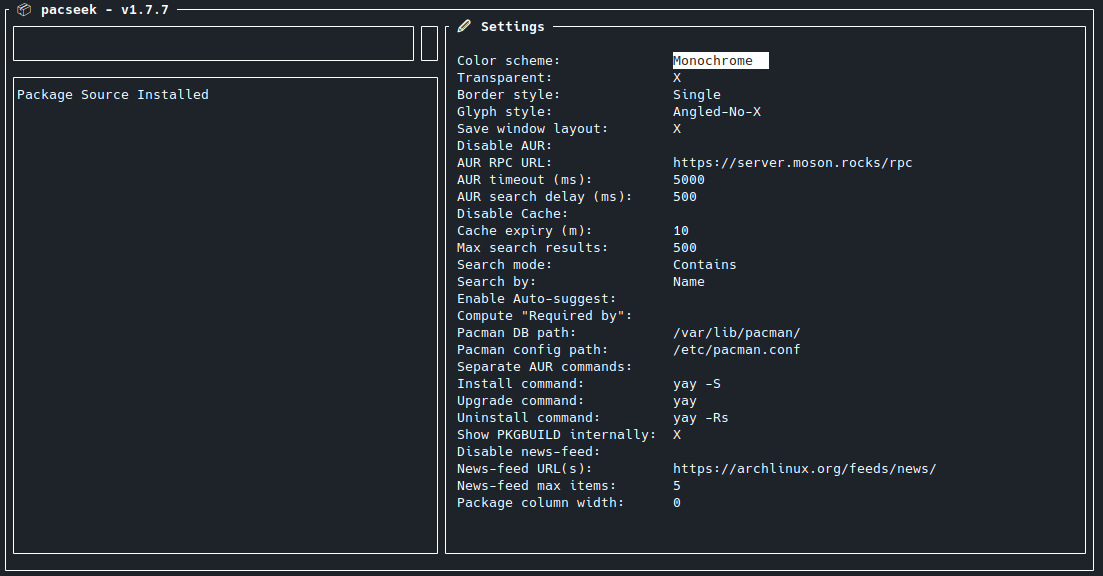 pacseek - v1.7.7
Package Source Installed
Settings
Color scheme: Monochrome
Transparent: X
Border style: Single
Glyph style: Angled-No-X
Save window layout: X
Disable AUR:
AUR RPC URL: https://server.moson.rocks/rpc
AUR timeout (ms): 5000
AUR search delay (ms): 500
Disable Cache:
Cache expiry (m): 10
Max search results: 500
Search mode: Contains
Search by: Name
Enable Auto-suggest:
Compute "Required by":
Pacman DB path: /var/lib/pacman/
Pacman config path: /etc/pacman.conf
Separate AUR commands:
Install command: yay -S
Upgrade command: yay
Uninstall command: yay -Rs
Show PKGBUILD internally: X
Disable news-feed:
News-feed URL(s): https://archlinux.org/feeds/news/
News-feed max items: 5
Package column width: 0